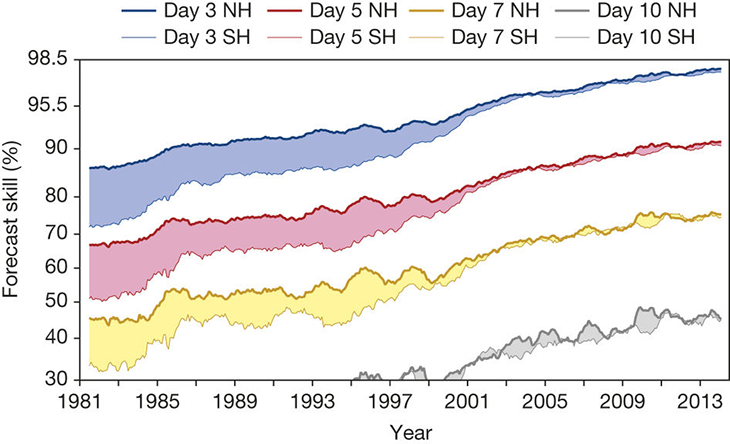 Day 3 NH Day 5 NH Day 7 NH Day 10 NH
Day 3 SH Day 5 SH Day 7 SH Day 10 SH
98.5
95.5
90
80
70
60
50
40
30
Forecast skill (%)
1981 1985 1989 1993 1997 2001 2005 2009 2013
Year